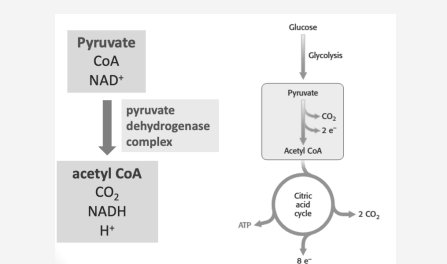 Pyruvate
CoA
NAD⁺
pyruvate
dehydrogenase
complex
acetyl CoA
CO₂
NADH
H⁺
Glucose
Glycolysis
Pyruvate
CO₂
2 e⁻
Acetyl CoA
Citric
acid
cycle
2 CO₂
ATP
8 e⁻